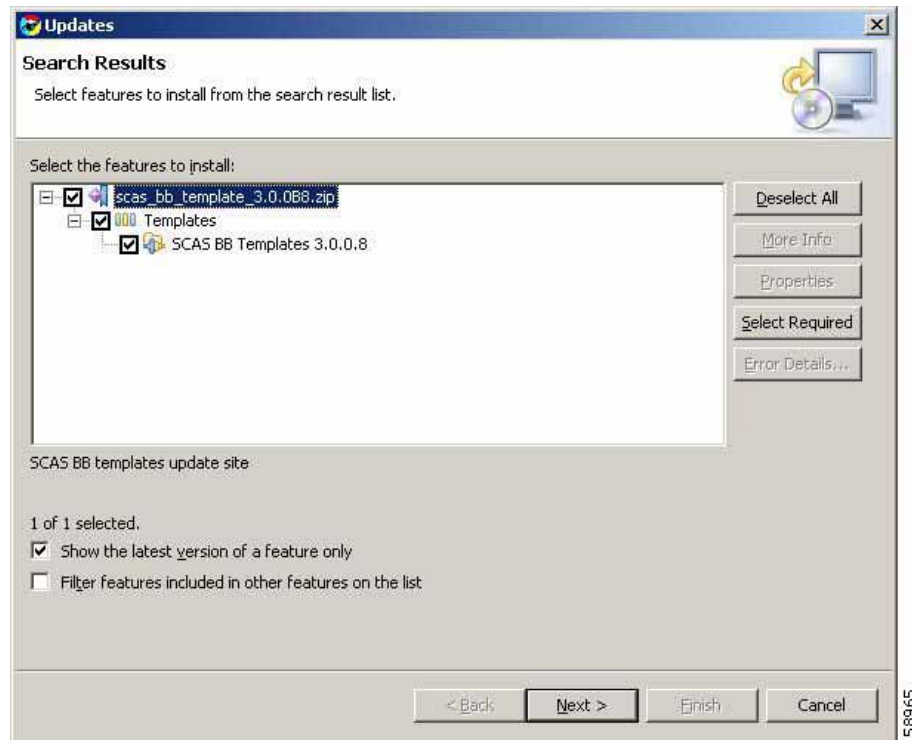 Updates
Search Results
Select features to install from the search result list.
Select the features to install:
scas_bb_template_3.0.0B8.zip
Templates
SCAS BB Templates 3.0.0.8
Deselect All
More Info
Properties
Select Required
Error Details...
SCAS BB templates update site
1 of 1 selected.
Show the latest version of a feature only
Filter features included in other features on the list
< Back
Next >
Finish
Cancel
58965